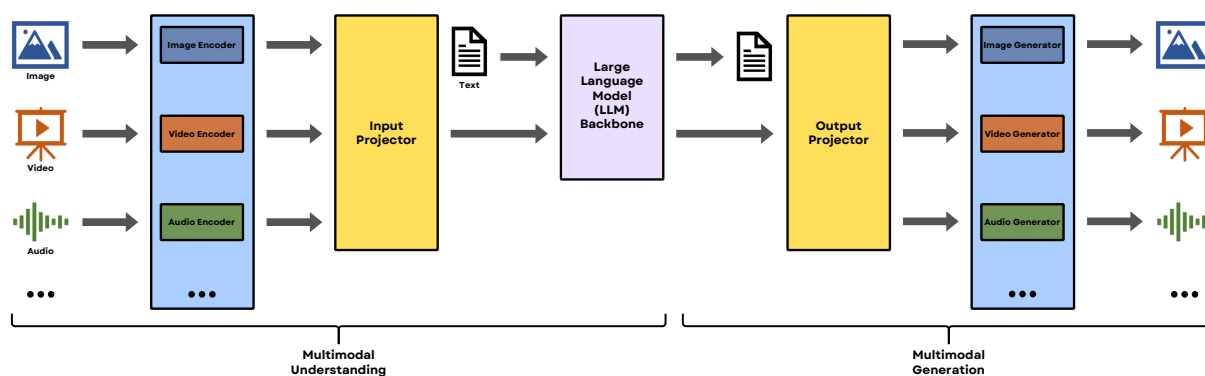 Image
Video
Audio
Image Encoder
Video Encoder
Audio Encoder
Input
Projector
Text
Large
Language
Model
(LLM)
Backbone
Output
Projector
Image Generator
Video Generator
Audio Generator
Multimodal
Understanding
Multimodal
Generation